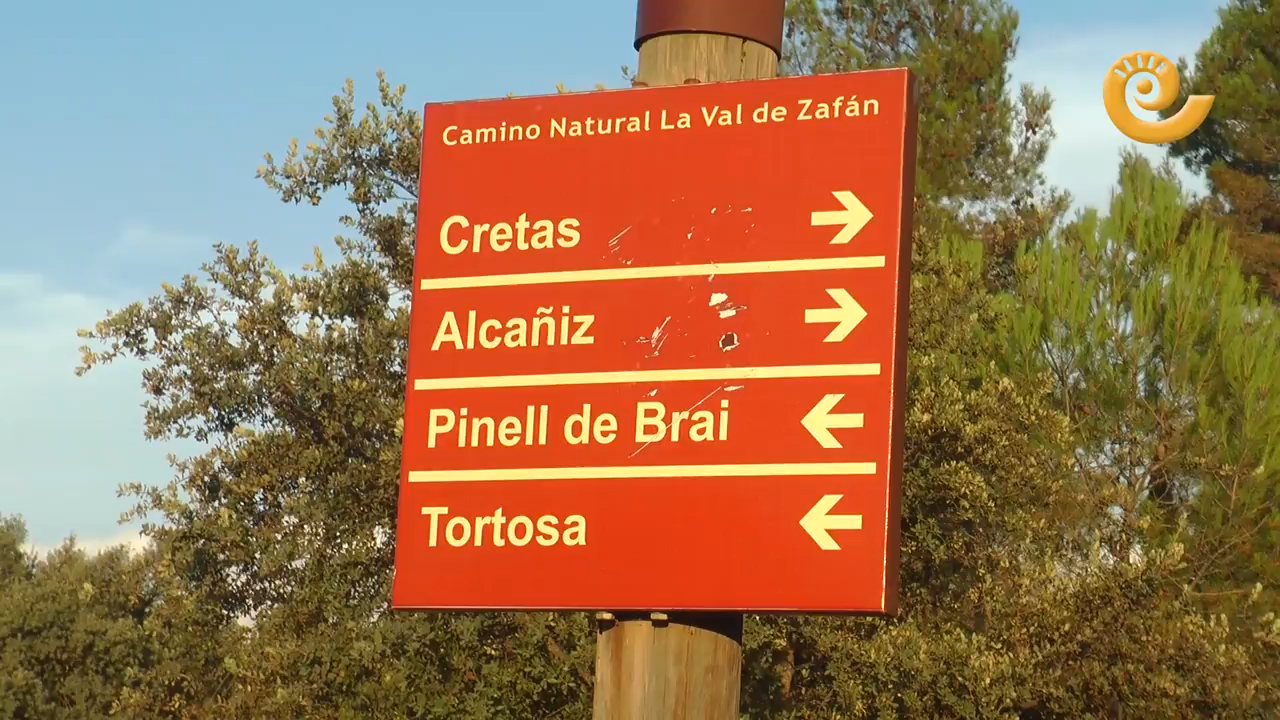 Camino Natural La Val de Zafán
Cretas
Alcañiz
Pinell de Brai
Tortosa